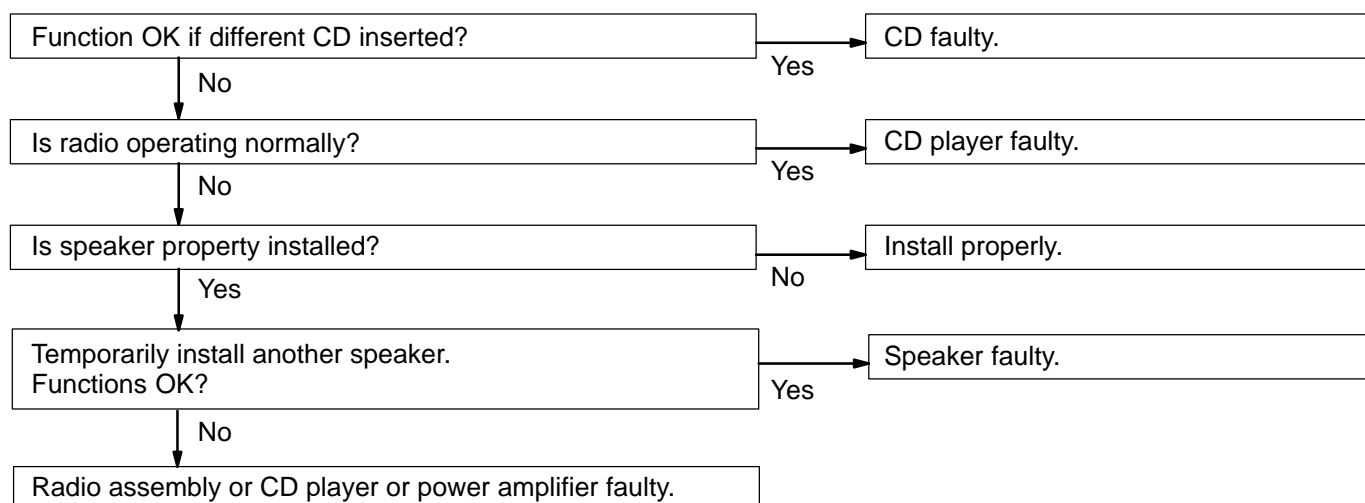 Function OK if different CD inserted?
Yes
CD faulty.
No
Is radio operating normally?
Yes
CD player faulty.
No
Is speaker property installed?
No
Install properly.
Yes
Temporarily install another speaker.
Functions OK?
Yes
Speaker faulty.
No
Radio assembly or CD player or power amplifier faulty.